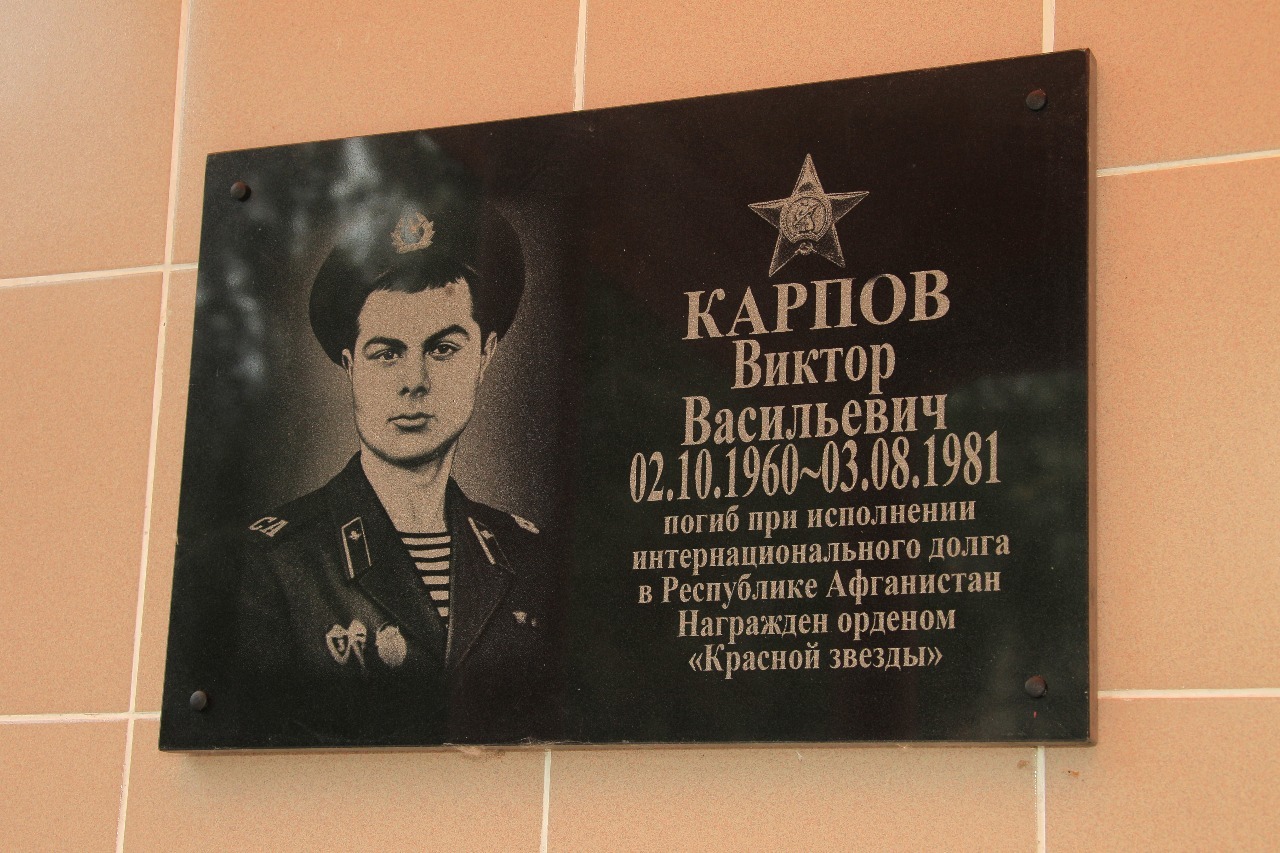 СА
КАРПОВ
Виктор
Васильевич
02.10.1960~03.08.1981
погиб при исполнении
интернационального долга
в Республике Афганистан
Награжден орденом
«Красной звезды»